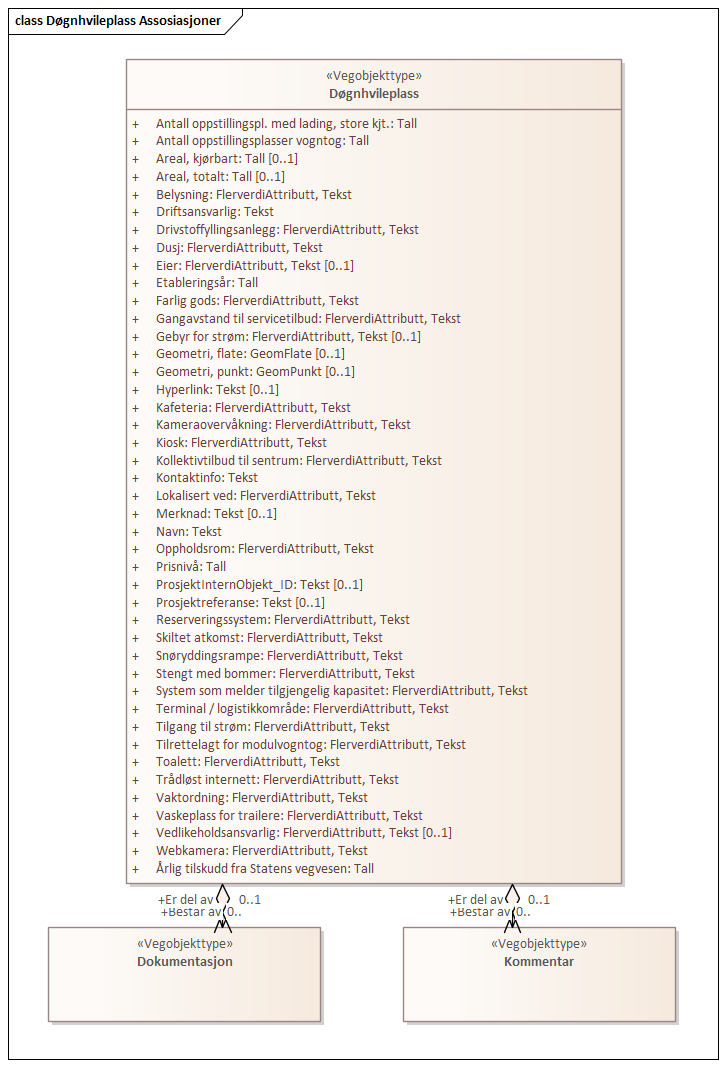 class Døgnhvileplass Assosiasjoner
«Vegobjekttype»
Døgnhvileplass
+ Antall oppstillingspl. med lading, store kjt.: Tall
+ Antall oppstillingsplasser vogntog: Tall
+ Areal, kjørbart: Tall [0..1]
+ Areal, totalt: Tall [0..1]
+ Belysning: FlerverdiAttributt, Tekst
+ Driftsansvarlig: Tekst
+ Drivstoffyllingsanlegg: FlerverdiAttributt, Tekst
+ Dusj: FlerverdiAttributt, Tekst
+ Eier: FlerverdiAttributt, Tekst [0..1]
+ Etableringsår: Tall
+ Farlig gods: FlerverdiAttributt, Tekst
+ Gangavstand til servicetilbud: FlerverdiAttributt, Tekst
+ Gebyr for strøm: FlerverdiAttributt, Tekst [0..1]
+ Geometri, flate: GeomFlate [0..1]
+ Geometri, punkt: GeomPunkt [0..1]
+ Hyperlink: Tekst [0..1]
+ Kafeteria: FlerverdiAttributt, Tekst
+ Kameraovervåkning: FlerverdiAttributt, Tekst
+ Kiosk: FlerverdiAttributt, Tekst
+ Kollektivtilbud til sentrum: FlerverdiAttributt, Tekst
+ Kontaktinfo: Tekst
+ Lokalisert ved: FlerverdiAttributt, Tekst
+ Merknad: Tekst [0..1]
+ Navn: Tekst
+ Oppholdsrom: FlerverdiAttributt, Tekst
+ Prisnivå: Tall
+ ProsjektInternObjekt_ID: Tekst [0..1]
+ Prosjektreferanse: Tekst [0..1]
+ Reserveringssystem: FlerverdiAttributt, Tekst
+ Skiltet atkomst: FlerverdiAttributt, Tekst
+ Snøryddingsrampe: FlerverdiAttributt, Tekst
+ Stengt med bommer: FlerverdiAttributt, Tekst
+ System som melder tilgjengelig kapasitet: FlerverdiAttributt, Tekst
+ Terminal / logistikkområde: FlerverdiAttributt, Tekst
+ Tilgang til strøm: FlerverdiAttributt, Tekst
+ Tilrettelagt for modulvogntog: FlerverdiAttributt, Tekst
+ Toalett: FlerverdiAttributt, Tekst
+ Trådløst internett: FlerverdiAttributt, Tekst
+ Vaktordning: FlerverdiAttributt, Tekst
+ Vaskeplass for trailere: FlerverdiAttributt, Tekst
+ Vedlikeholdsansvarlig: FlerverdiAttributt, Tekst [0..1]
+ Webkamera: FlerverdiAttributt, Tekst
+ Årlig tilskudd fra Statens vegvesen: Tall
+Er del av 0..1
+Består av 0..
+Er del av 0..1
+Består av 0..
«Vegobjekttype»
Dokumentasjon
«Vegobjekttype»
Kommentar